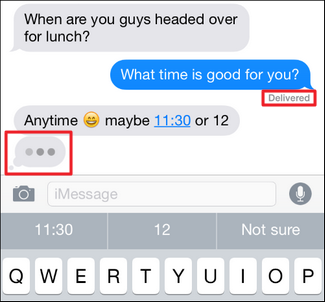 When are you guys headed over
for lunch?
What time is good for you?
Delivered
Anytime 😄 maybe 11:30 or 12
iMessage
11:30 12 Not sure
Q W E R T Y U I O P